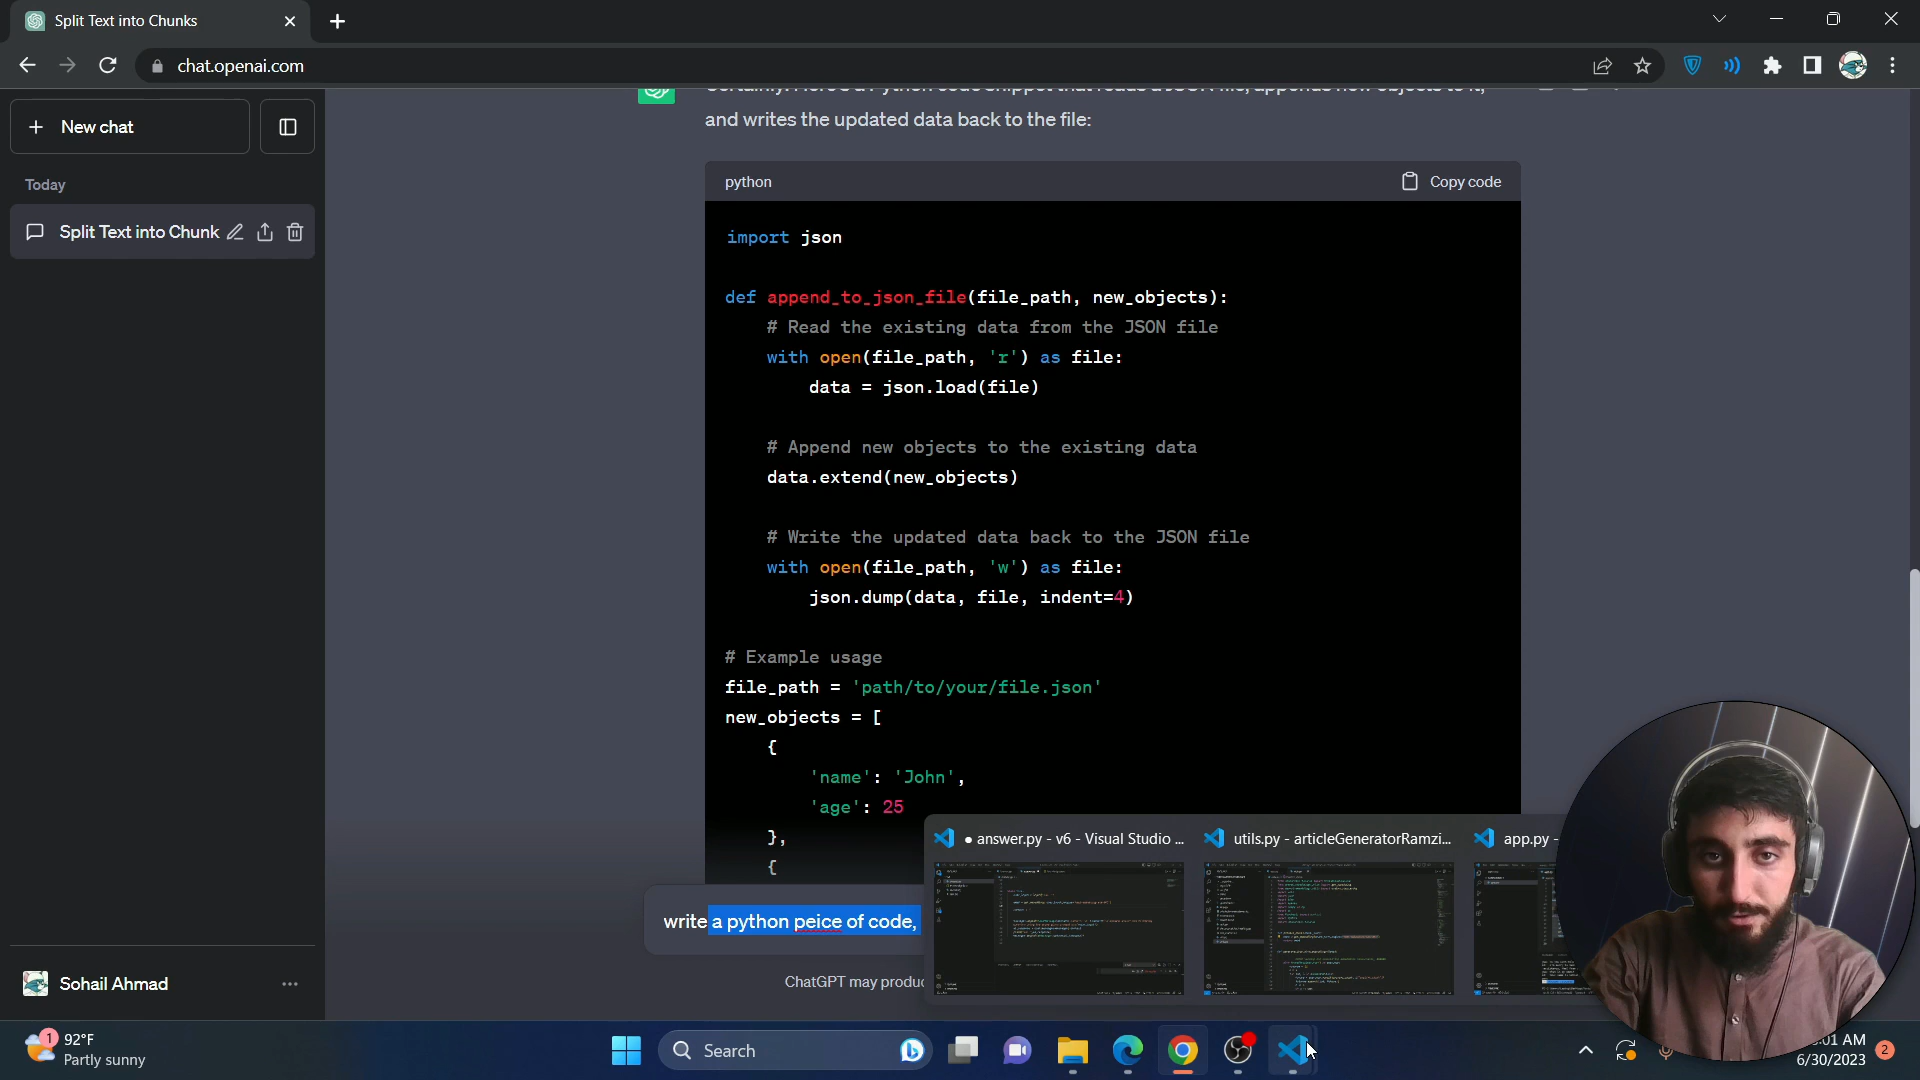 Split Text into Chunks
chat.openai.com
New chat
Today
Split Text into Chunk
and writes the updated data back to the file:
python
Copy code
import json
def append_to_json_file(file_path, new_objects):
# Read the existing data from the JSON file
with open(file_path, 'r') as file:
data = json.load(file)
# Append new objects to the existing data
data.extend(new_objects)
# Write the updated data back to the JSON file
with open(file_path, 'w') as file:
json.dump(data, file, indent=4)
# Example usage
file_path = 'path/to/your/file.json'
new_objects = [
{
'name': 'John',
'age': 25
},
{
• answer.py - v6 - Visual Studio ...
utils.py - articleGeneratorRamzi...
app.py -
write a python peice of code,
ChatGPT may produc
Sohail Ahmad
1
92°F
Partly sunny
Search
:01 AM
6/30/2023
2